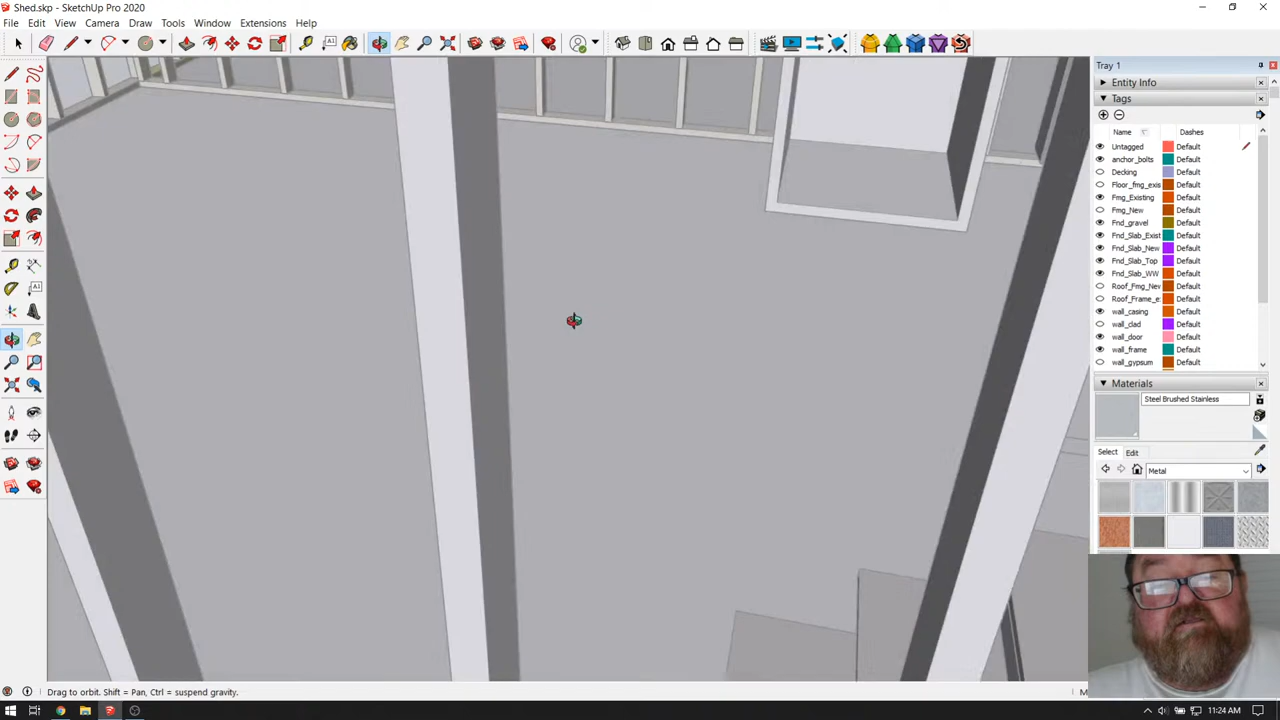 Shed.skp - SketchUp Pro 2020
File Edit View Camera Draw Tools Window Extensions Help
Tray 1
Entity Info
Tags
Name Dashes
Untagged Default
anchor_bolts Default
Decking Default
Floor_fmg_exis Default
Fmg_Existing Default
Fmg_New Default
Fnd_gravel Default
Fnd_Slab_Exist Default
Fnd_Slab_New Default
Fnd_Slab_Top Default
Fnd_Slab_WW Default
Roof_Fmg_New Default
Roof_Frame_e Default
wall_casing Default
wall_clad Default
wall_door Default
wall_frame Default
wall_gypsum Default
Materials
Steel Brushed Stainless
Select Edit
Metal
Drag to orbit. Shift = Pan, Ctrl = suspend gravity.
M
11:24 AM